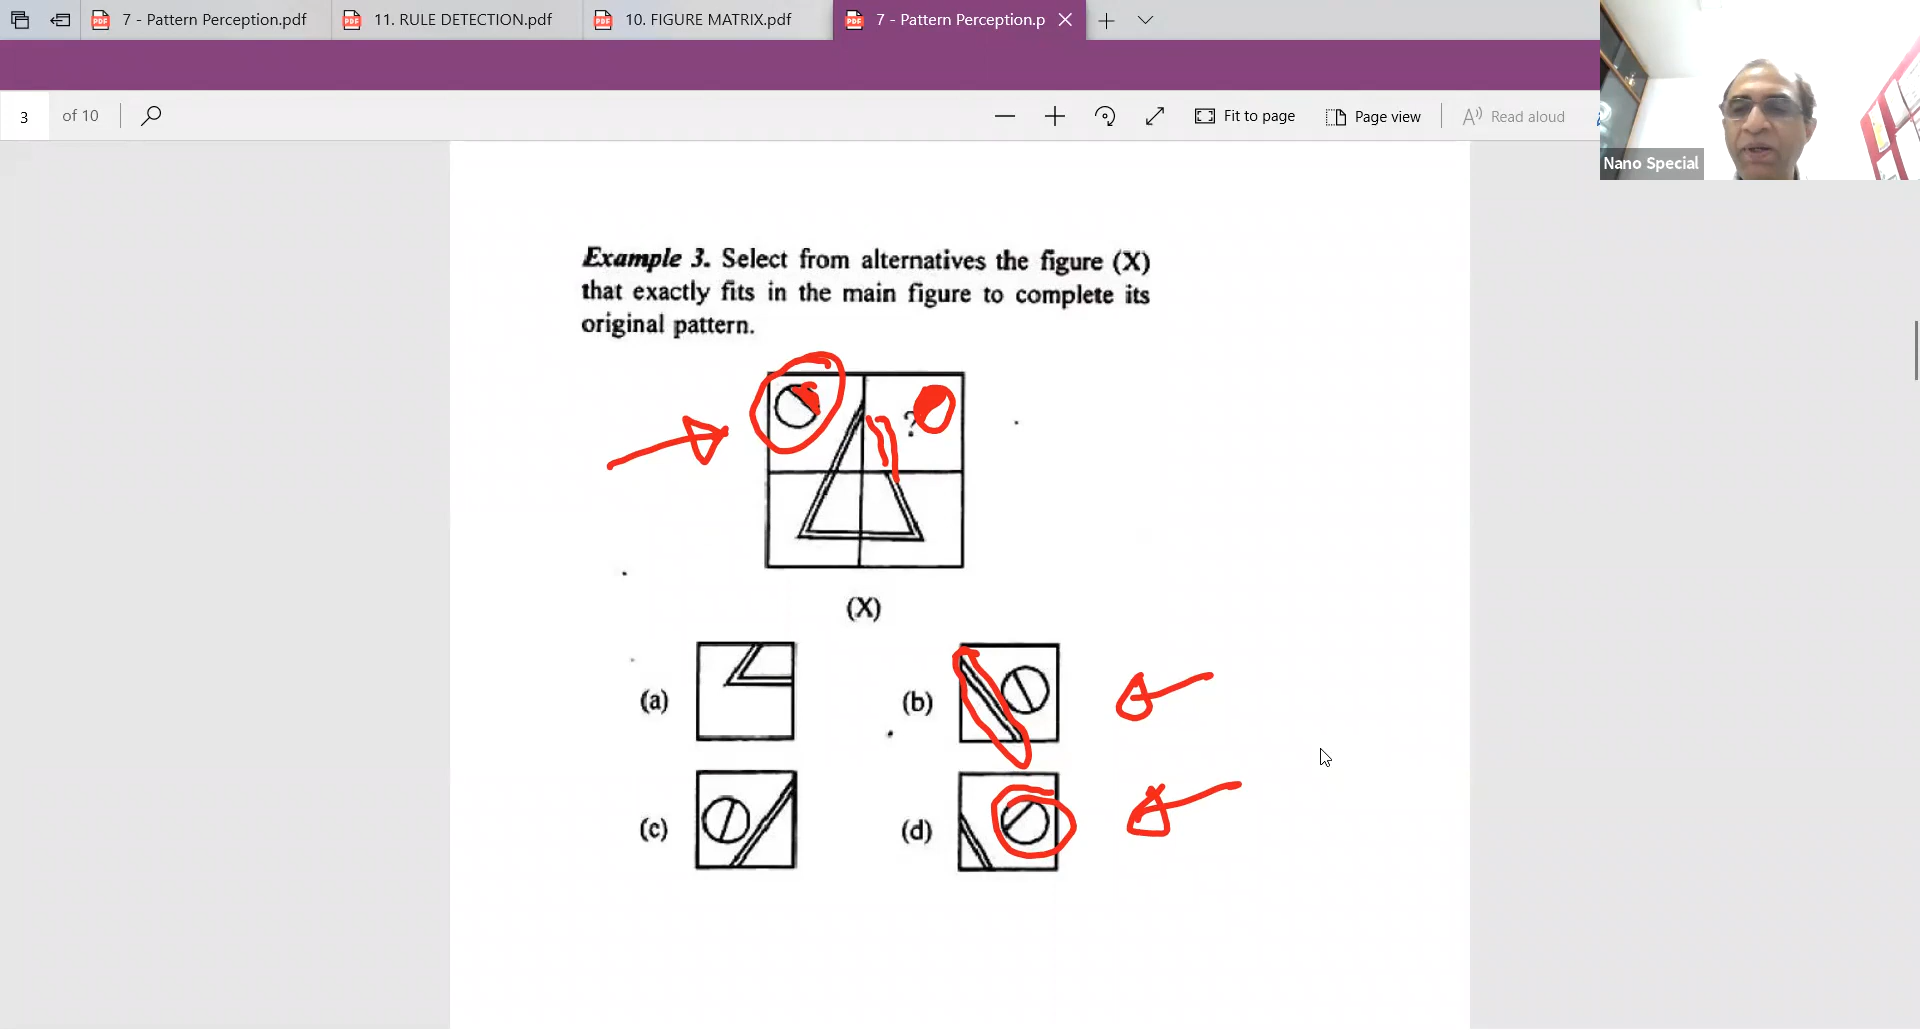 7 - Pattern Perception.pdf
11. RULE DETECTION.pdf
10. FIGURE MATRIX.pdf
7 - Pattern Perception.p
3 of 10
Fit to page
Page view
Read aloud
Nano Special
Example 3. Select from alternatives the figure (X)
that exactly fits in the main figure to complete its
original pattern.
?
(X)
(a)
(b)
(c)
(d)